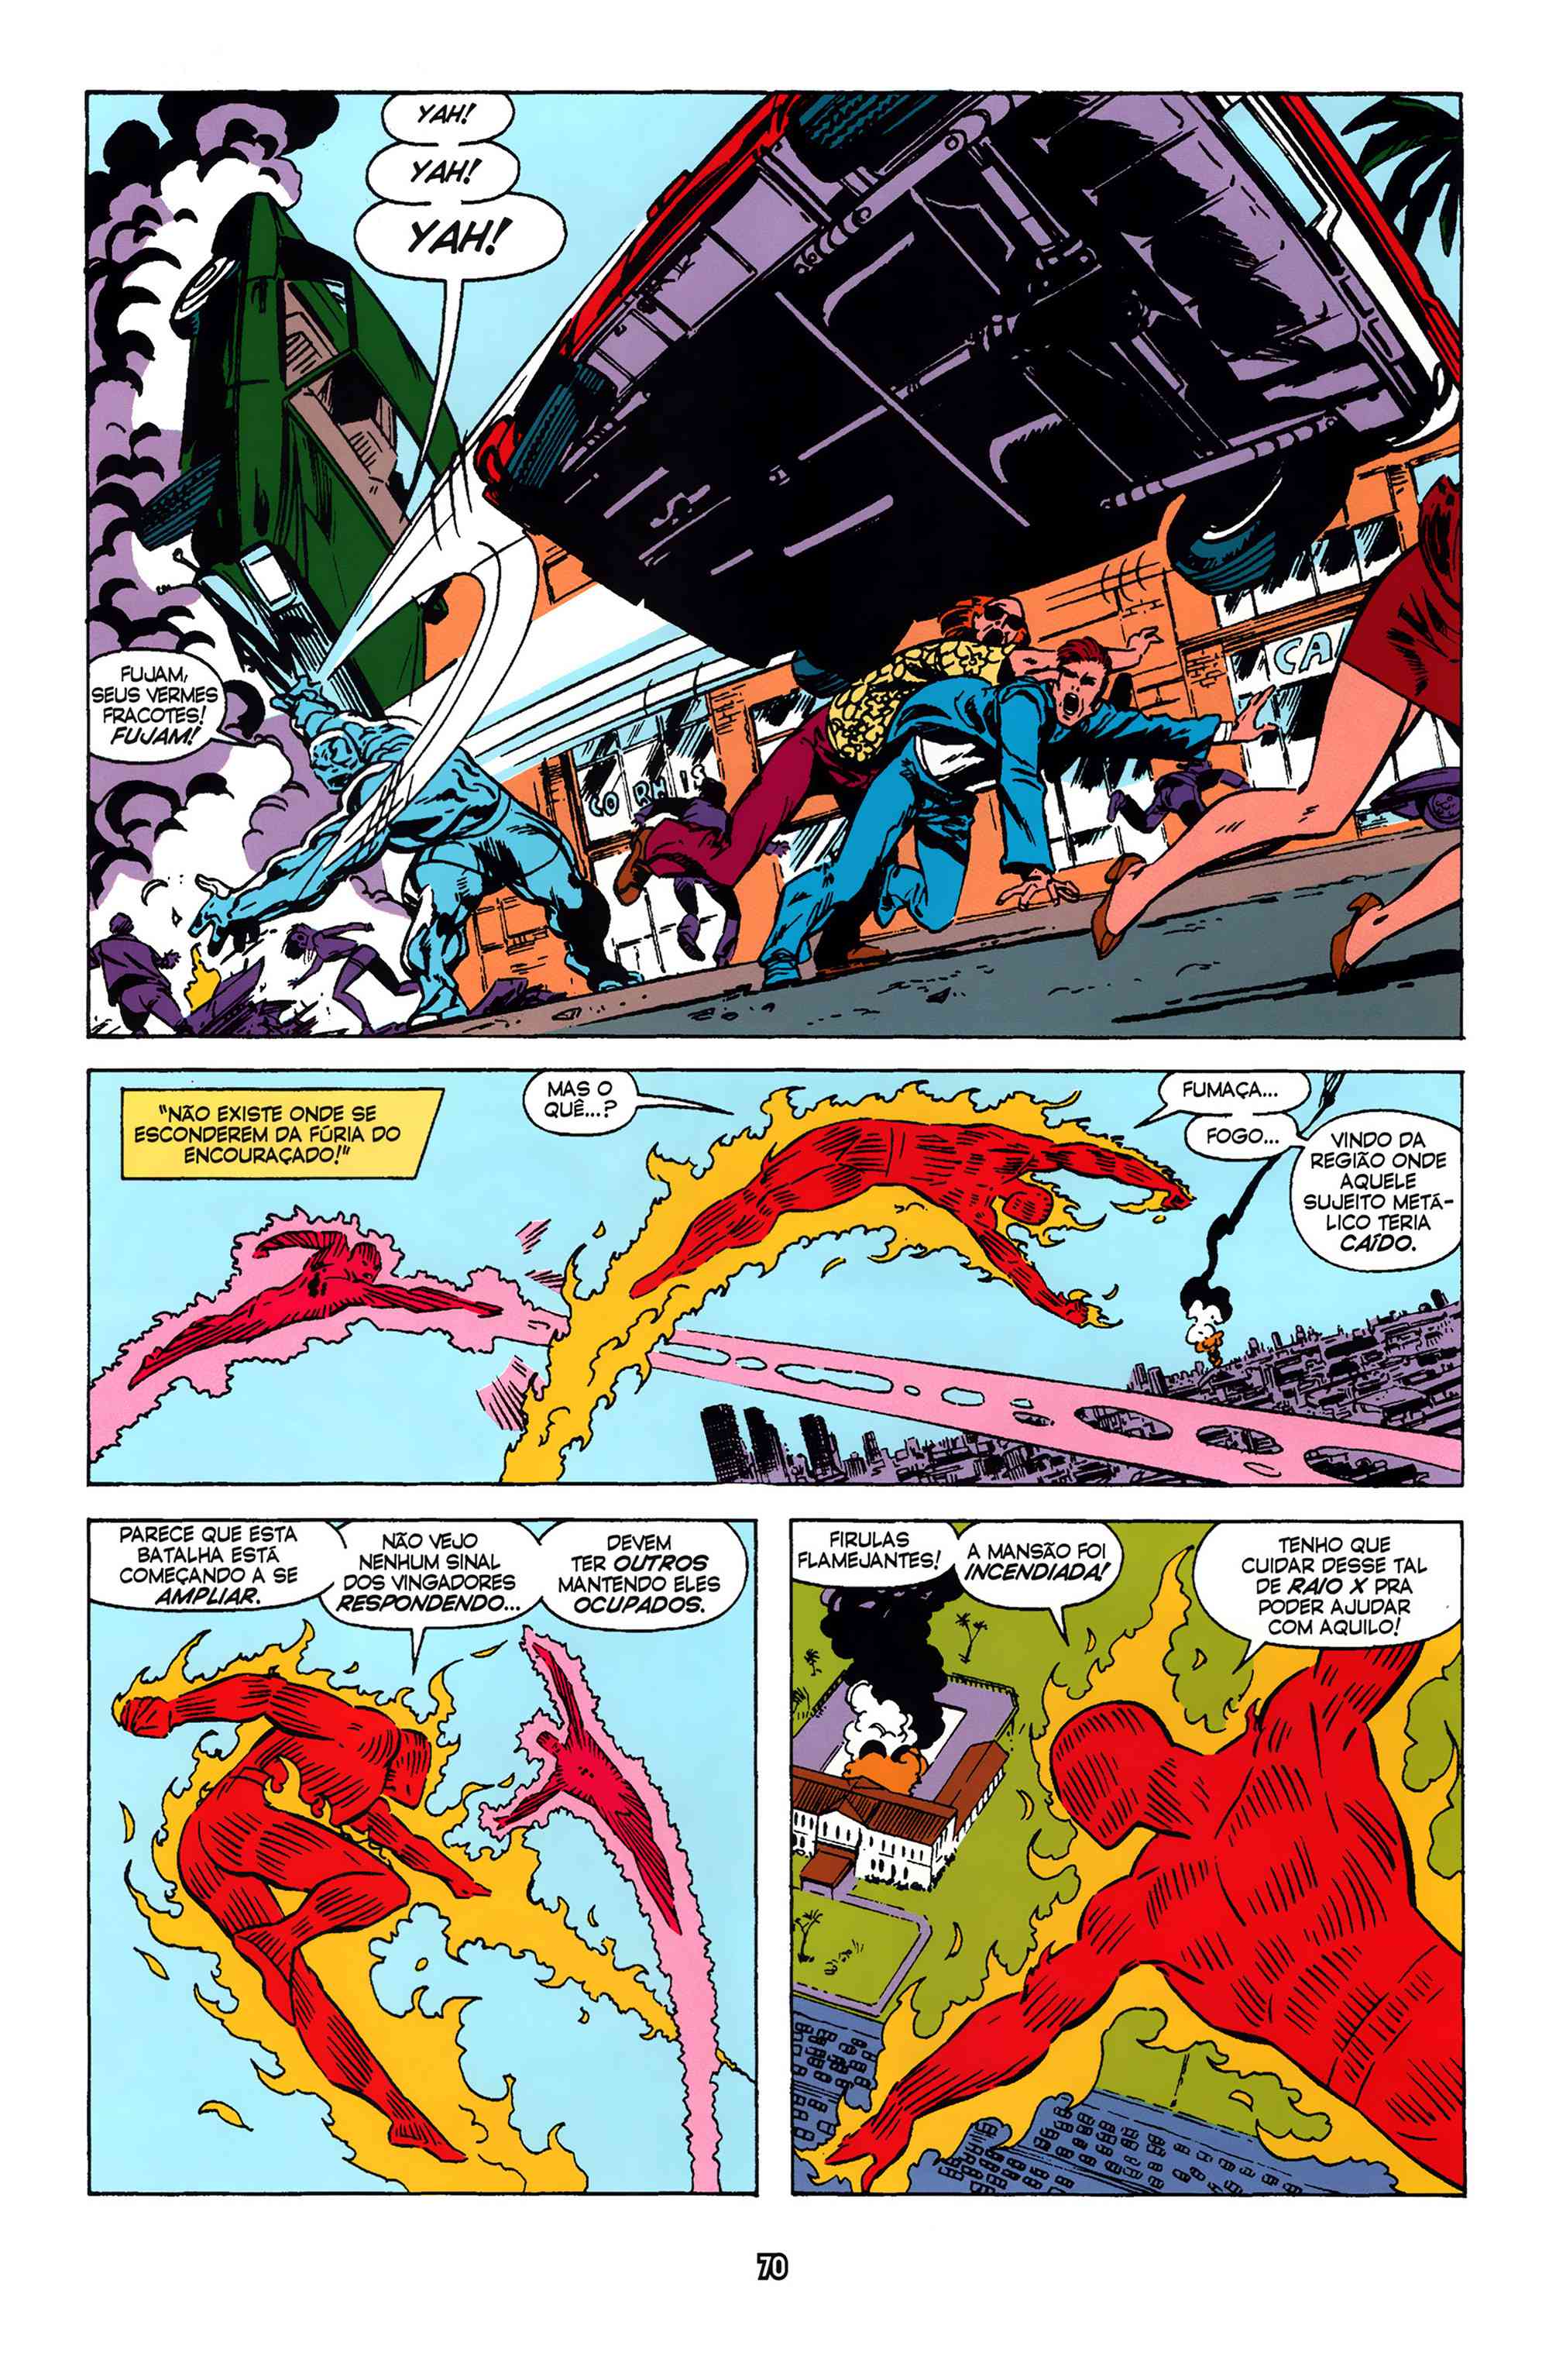 YAH!
YAH!
YAH!
FUJAM,
SEUS VERMES
FRACOTES!
FUJAM!
CA
"NÃO EXISTE ONDE SE
ESCONDEREM DA FÚRIA DO
ENCOURAÇADO!"
MAS O
QUÊ...?
FUMAÇA...
FOGO...
VINDO DA
REGIÃO ONDE
AQUELE
SUJEITO METÁ-
LICO TERIA
CAÍDO.
PARECE QUE ESTA
BATALHA ESTÁ
COMEÇANDO A SE
AMPLIAR.
NÃO VEJO
NENHUM SINAL
DOS VINGADORES
RESPONDENDO...
DEVEM
TER OUTROS
MANTENDO ELES
OCUPADOS.
FIRULAS
FLAMEJANTES!
A MANSÃO FOI
INCENDIADA!
TENHO QUE
CUIDAR DESSE TAL
DE RAIO X PRA
PODER AJUDAR
COM AQUILO!
70